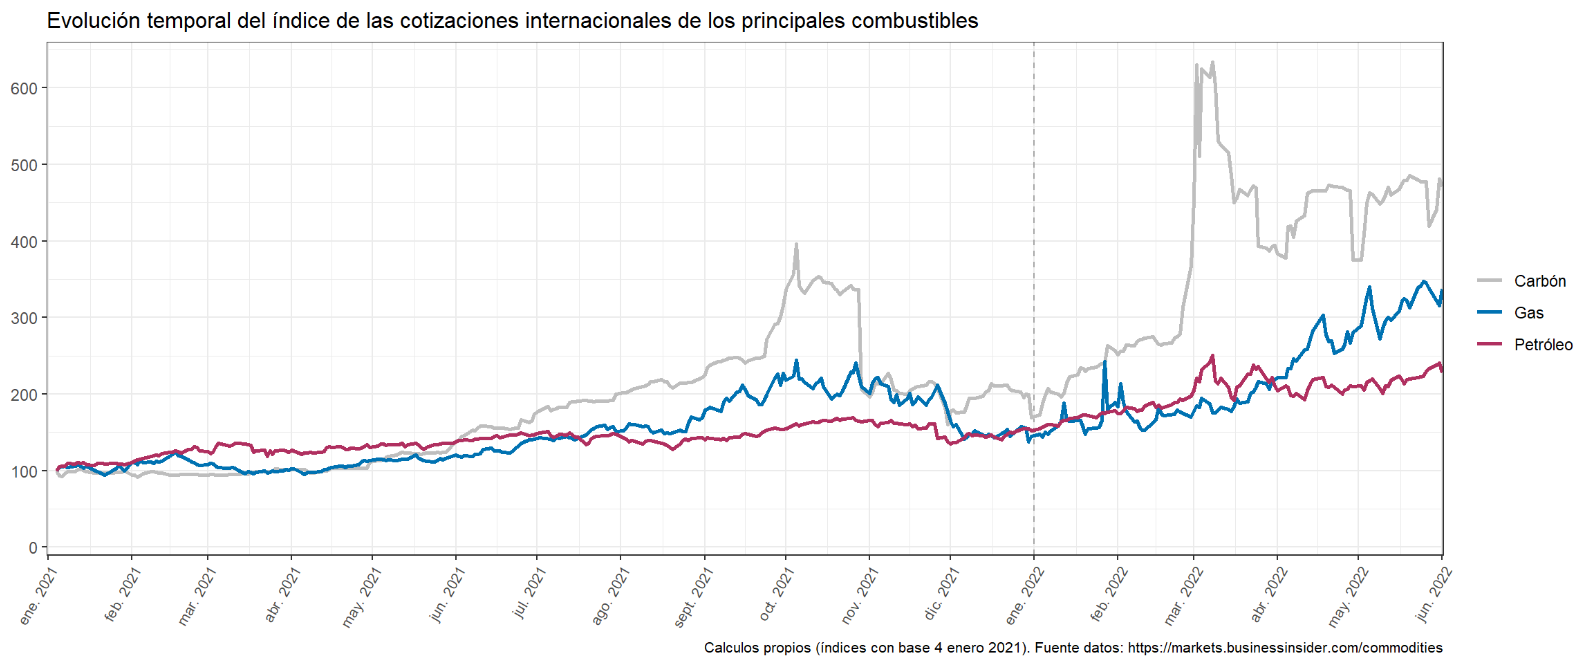 Evolución temporal del índice de las cotizaciones internacionales de los principales combustibles
600
500
400
300
200
100
0
ene. 2021
feb. 2021
mar. 2021
abr. 2021
may. 2021
jun. 2021
jul. 2021
ago. 2021
sept. 2021
oct. 2021
nov. 2021
dic. 2021
ene. 2022
feb. 2022
mar. 2022
abr. 2022
may. 2022
jun. 2022
Carbón
Gas
Petróleo
Calculos propios (índices con base 4 enero 2021). Fuente datos: https://markets.businessinsider.com/commodities